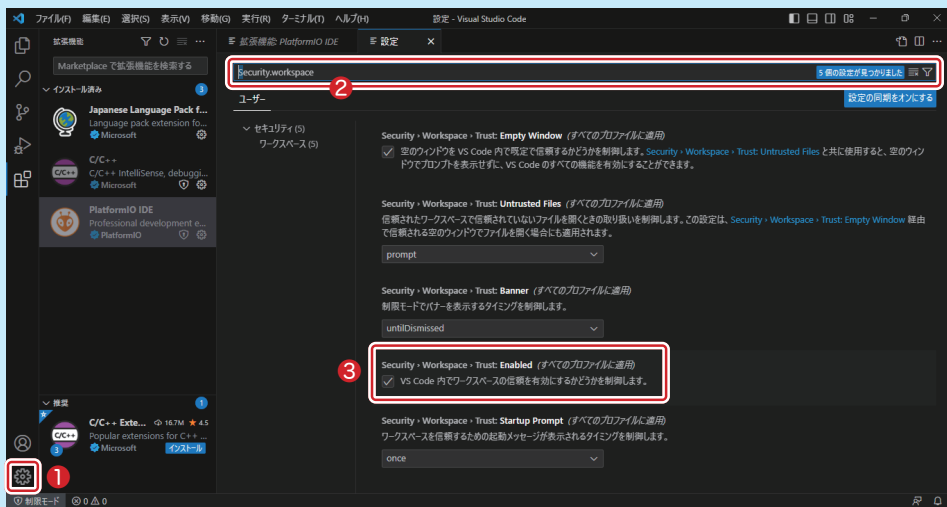 ファイル(F) 編集(E) 選択(S) 表示(V) 移動(G) 実行(R) ターミナル(T) ヘルプ(H) 設定 - Visual Studio Code
拡張機能
拡張機能: PlatformIO IDE
設定
Marketplace で拡張機能を検索する
Security.workspace
5 個の設定が見つかりました
2
インストール済み 3
ユーザー
設定の同期をオンにする
Japanese Language Pack f...
Language pack extension fo...
Microsoft
C/C++
C/C++
C/C++ IntelliSense, debuggi...
Microsoft
PlatformIO IDE
Professional development e...
PlatformIO
セキュリティ (5)
ワークスペース (5)
Security › Workspace › Trust: Empty Window (すべてのプロファイルに適用)
空のウィンドウを VS Code 内で既定で信頼するかどうかを制御します。Security › Workspace › Trust: Untrusted Files と共に使用すると、空のウィン
ドウでプロンプトを表示せずに、VS Code のすべての機能を有効にすることができます。
Security › Workspace › Trust: Untrusted Files (すべてのプロファイルに適用)
信頼されたワークスペースで信頼されていないファイルを開くときの取り扱いを制御します。この設定は、Security › Workspace › Trust: Empty Window 経由
で信頼される空のウィンドウでファイルを開く場合にも適用されます。
prompt
Security › Workspace › Trust: Banner (すべてのプロファイルに適用)
制限モードでバナーを表示するタイミングを制御します。
untilDismissed
3
Security › Workspace › Trust: Enabled (すべてのプロファイルに適用)
VS Code 内でワークスペースの信頼を有効にするかどうかを制御します。
Security › Workspace › Trust: Startup Prompt (すべてのプロファイルに適用)
ワークスペースを信頼するための起動メッセージが表示されるタイミングを制御します。
once
推奨 1
C/C++
3
C/C++ Exte... 16.7M ★ 4.5
Popular extensions for C++ ...
Microsoft インストール
1
制限モード 0 0